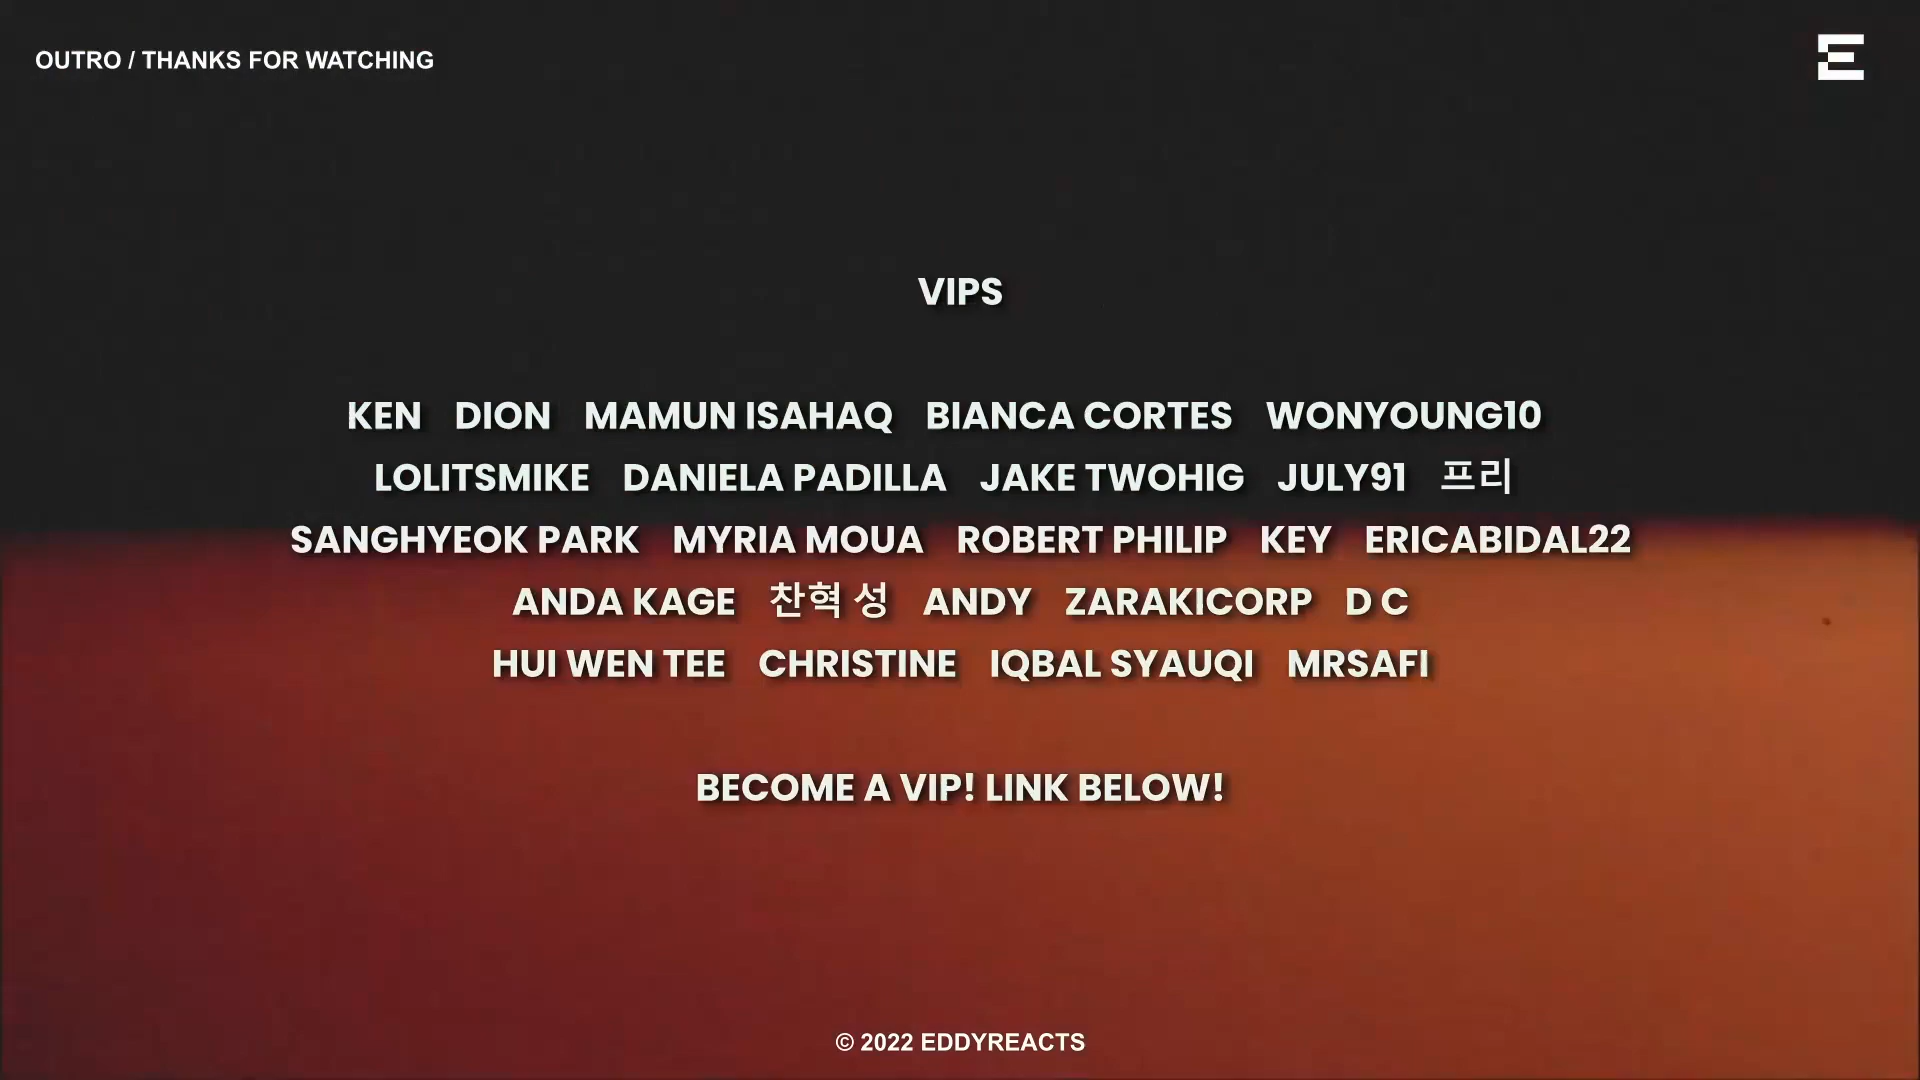 OUTRO / THANKS FOR WATCHING
VIPS
KEN DION MAMUN ISAHAQ BIANCA CORTES WONYOUNG10
LOLITSMIKE DANIELA PADILLA JAKE TWOHIG JULY91 프리
SANGHYEOK PARK MYRIA MOUA ROBERT PHILIP KEY ERICABIDAL22
ANDA KAGE 찬혁 성 ANDY ZARAKICORP D C
HUI WEN TEE CHRISTINE IQBAL SYAUQI MRSAFI
BECOME A VIP! LINK BELOW!
© 2022 EDDYREACTS